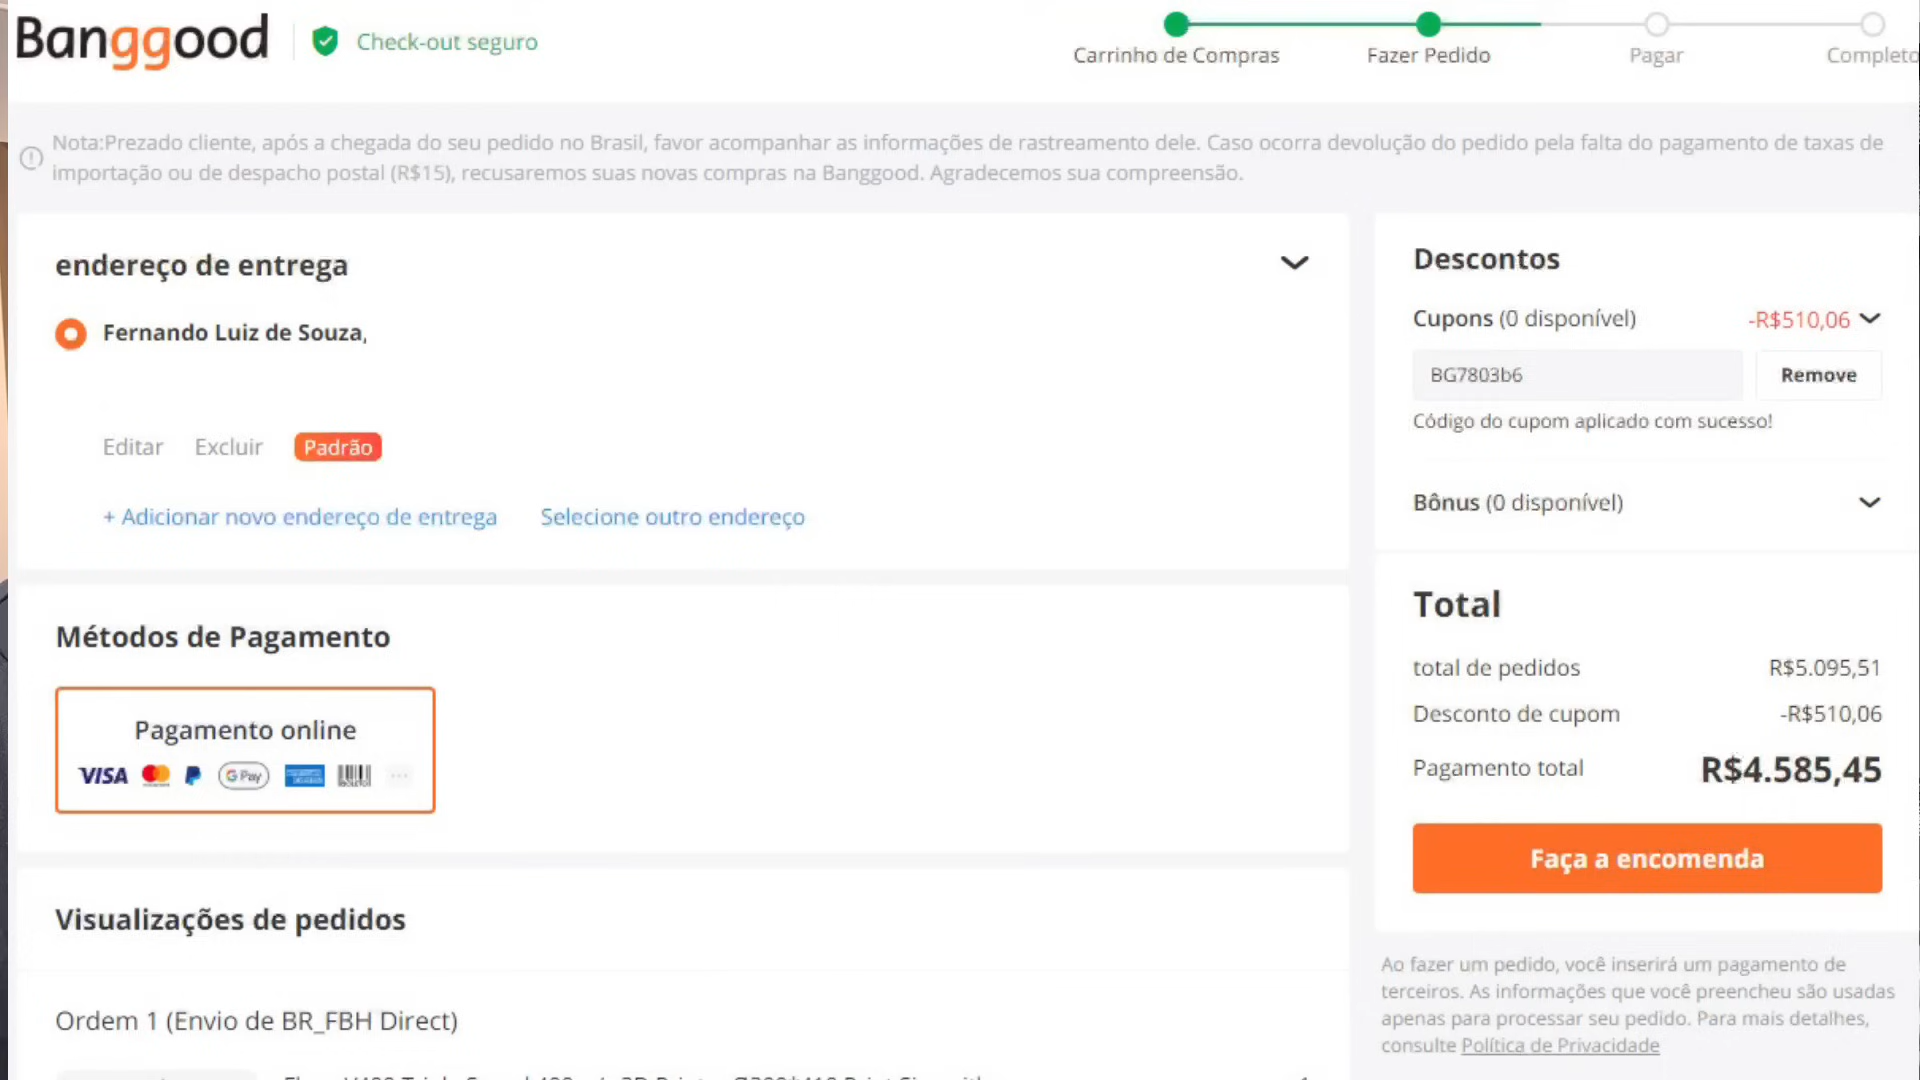 Banggood
Check-out seguro
Carrinho de Compras
Fazer Pedido
Pagar
Completo
Nota:Prezado cliente, após a chegada do seu pedido no Brasil, favor acompanhar as informações de rastreamento dele. Caso ocorra devolução do pedido pela falta do pagamento de taxas de
importação ou de despacho postal (R$15), recusaremos suas novas compras na Banggood. Agradecemos sua compreensão.
endereço de entrega
Fernando Luiz de Souza,
Editar Excluir Padrão
+ Adicionar novo endereço de entrega Selecione outro endereço
Métodos de Pagamento
Pagamento online
VISA G Pay
Visualizações de pedidos
Ordem 1 (Envio de BR_FBH Direct)
Descontos
Cupons (0 disponível) -R$510,06
BG7803b6 Remove
Código do cupom aplicado com sucesso!
Bônus (0 disponível)
Total
total de pedidos R$5.095,51
Desconto de cupom -R$510,06
Pagamento total R$4.585,45
Faça a encomenda
Ao fazer um pedido, você inserirá um pagamento de
terceiros. As informações que você preencheu são usadas
apenas para processar seu pedido. Para mais detalhes,
consulte Política de Privacidade